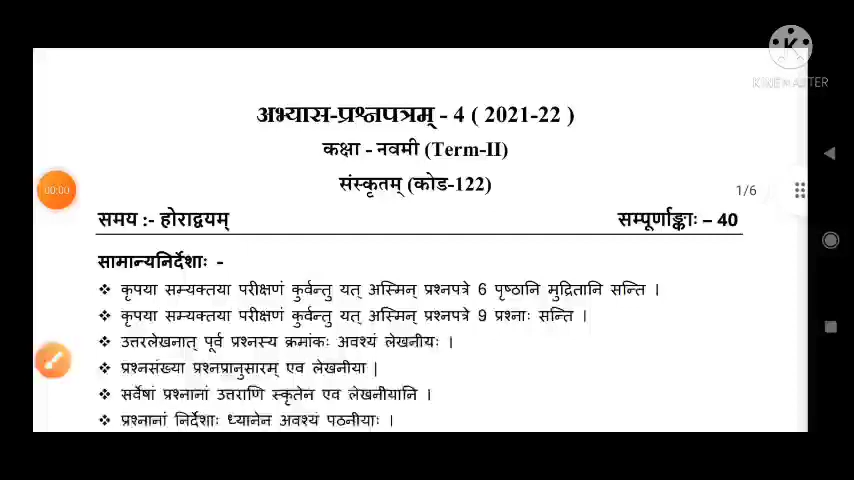 KINEMASTER
अभ्यास-प्रश्नपत्रम् - 4 ( 2021-22 )
कक्षा - नवमी (Term-II)
संस्कृतम् (कोड-122)
00:00
1/6
समय :- होराद्वयम् सम्पूर्णाङ्काः – 40
सामान्यनिर्देशाः -
❖ कृपया सम्यक्तया परीक्षणं कुर्वन्तु यत् अस्मिन् प्रश्नपत्रे 6 पृष्ठानि मुद्रितानि सन्ति ।
❖ कृपया सम्यक्तया परीक्षणं कुर्वन्तु यत् अस्मिन् प्रश्नपत्रे 9 प्रश्नाः सन्ति ।
❖ उत्तरलेखनात् पूर्व प्रश्नस्य क्रमांकः अवश्यं लेखनीयः ।
❖ प्रश्नसंख्या प्रश्नप्रानुसारम् एव लेखनीया |
❖ सर्वेषां प्रश्नानां उत्तराणि स्कृतेन एव लेखनीयानि ।
❖ प्रश्नानां निर्देशाः ध्यानेन अवश्यं पठनीयाः ।